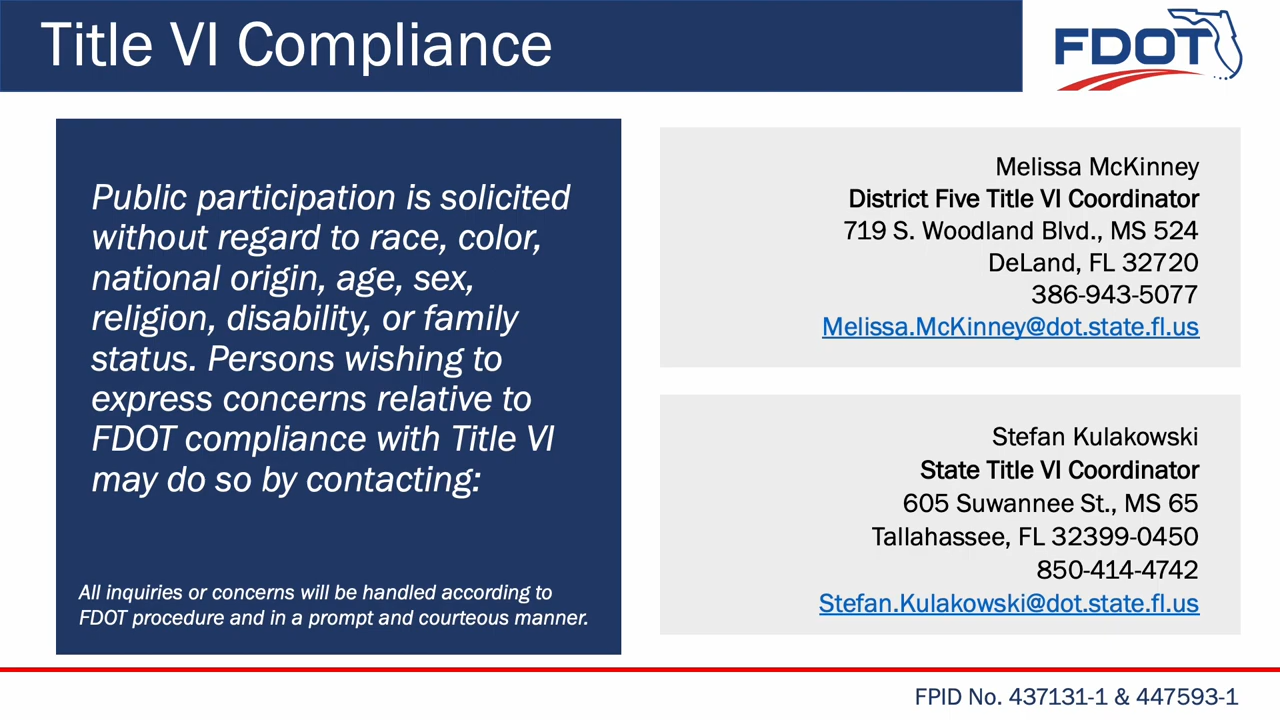 Title VI Compliance
FDOT
Public participation is solicited
without regard to race, color,
national origin, age, sex,
religion, disability, or family
status. Persons wishing to
express concerns relative to
FDOT compliance with Title VI
may do so by contacting:
All inquiries or concerns will be handled according to
FDOT procedure and in a prompt and courteous manner.
Melissa McKinney
District Five Title VI Coordinator
719 S. Woodland Blvd., MS 524
DeLand, FL 32720
386-943-5077
Melissa.McKinney@dot.state.fl.us
Stefan Kulakowski
State Title VI Coordinator
605 Suwannee St., MS 65
Tallahassee, FL 32399-0450
850-414-4742
Stefan.Kulakowski@dot.state.fl.us
FPID No. 437131-1 & 447593-1